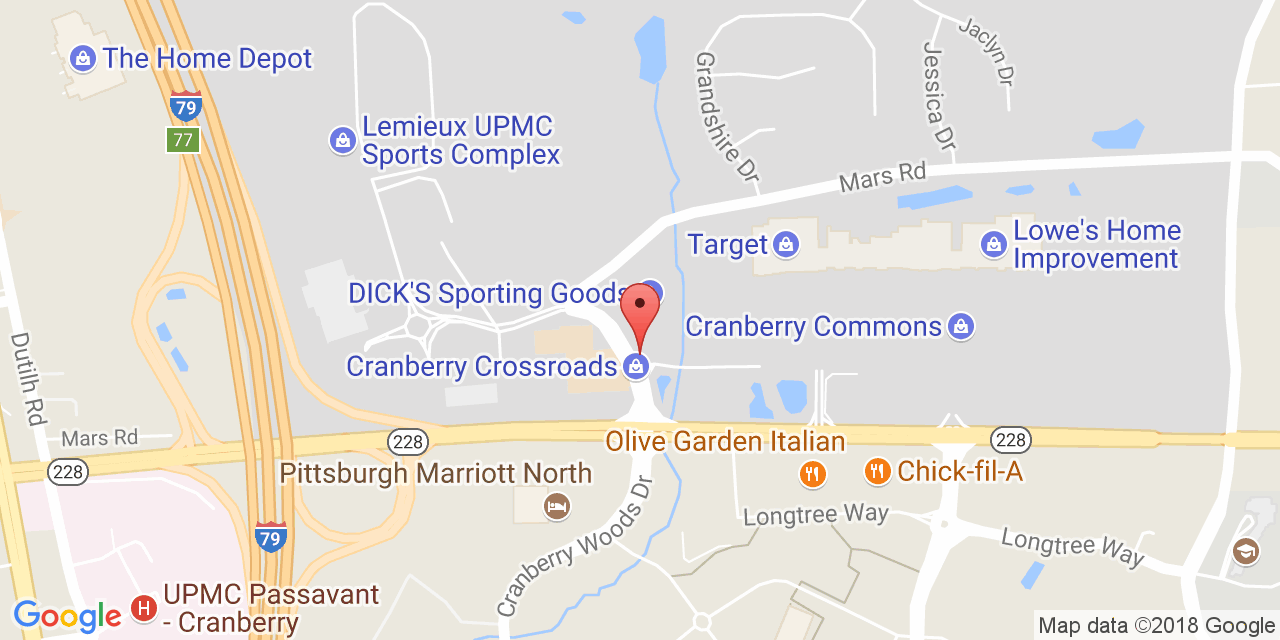 The Home Depot
79
77
Lemieux UPMC
Sports Complex
Grandshire Dr
Jessica Dr
Jaclyn Dr
Mars Rd
Target
Lowe's Home
Improvement
DICK'S Sporting Goods
Cranberry Commons
Cranberry Crossroads
Dutilh Rd
Mars Rd
228
228
228
Olive Garden Italian
Chick-fil-A
Pittsburgh Marriott North
Longtree Way
Longtree Way
Cranberry Woods Dr
79
H
UPMC Passavant
- Cranberry
Google
Map data ©2018 Google